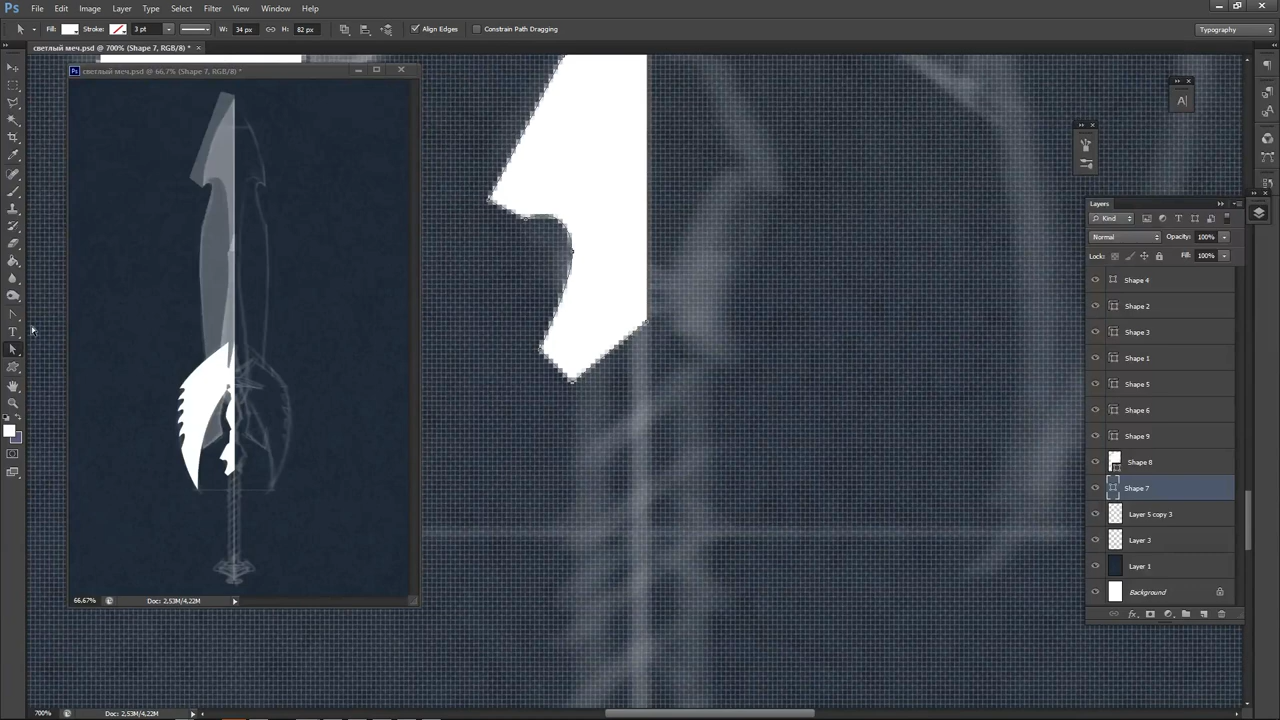 Ps File Edit Image Layer Type Select Filter View Window Help
Fill: Stroke: 3 pt W: 34 px H: 82 px Align Edges Constrain Path Dragging Typography
светлый меч.psd @ 700% (Shape 7, RGB/8) * ×
Ps светлый меч.psd @ 66,7% (Shape 7, RGB/8) *
A|
Layers
Kind
Normal Opacity: 100%
Lock: Fill: 100%
Shape 4
Shape 2
Shape 3
Shape 1
Shape 5
Shape 6
Shape 9
Shape 8
Shape 7
Layer 5 copy 3
Layer 3
Layer 1
Background
fx
T
66.67% Doc: 2,53M/4,22M
700% Doc: 2,53M/4,22M